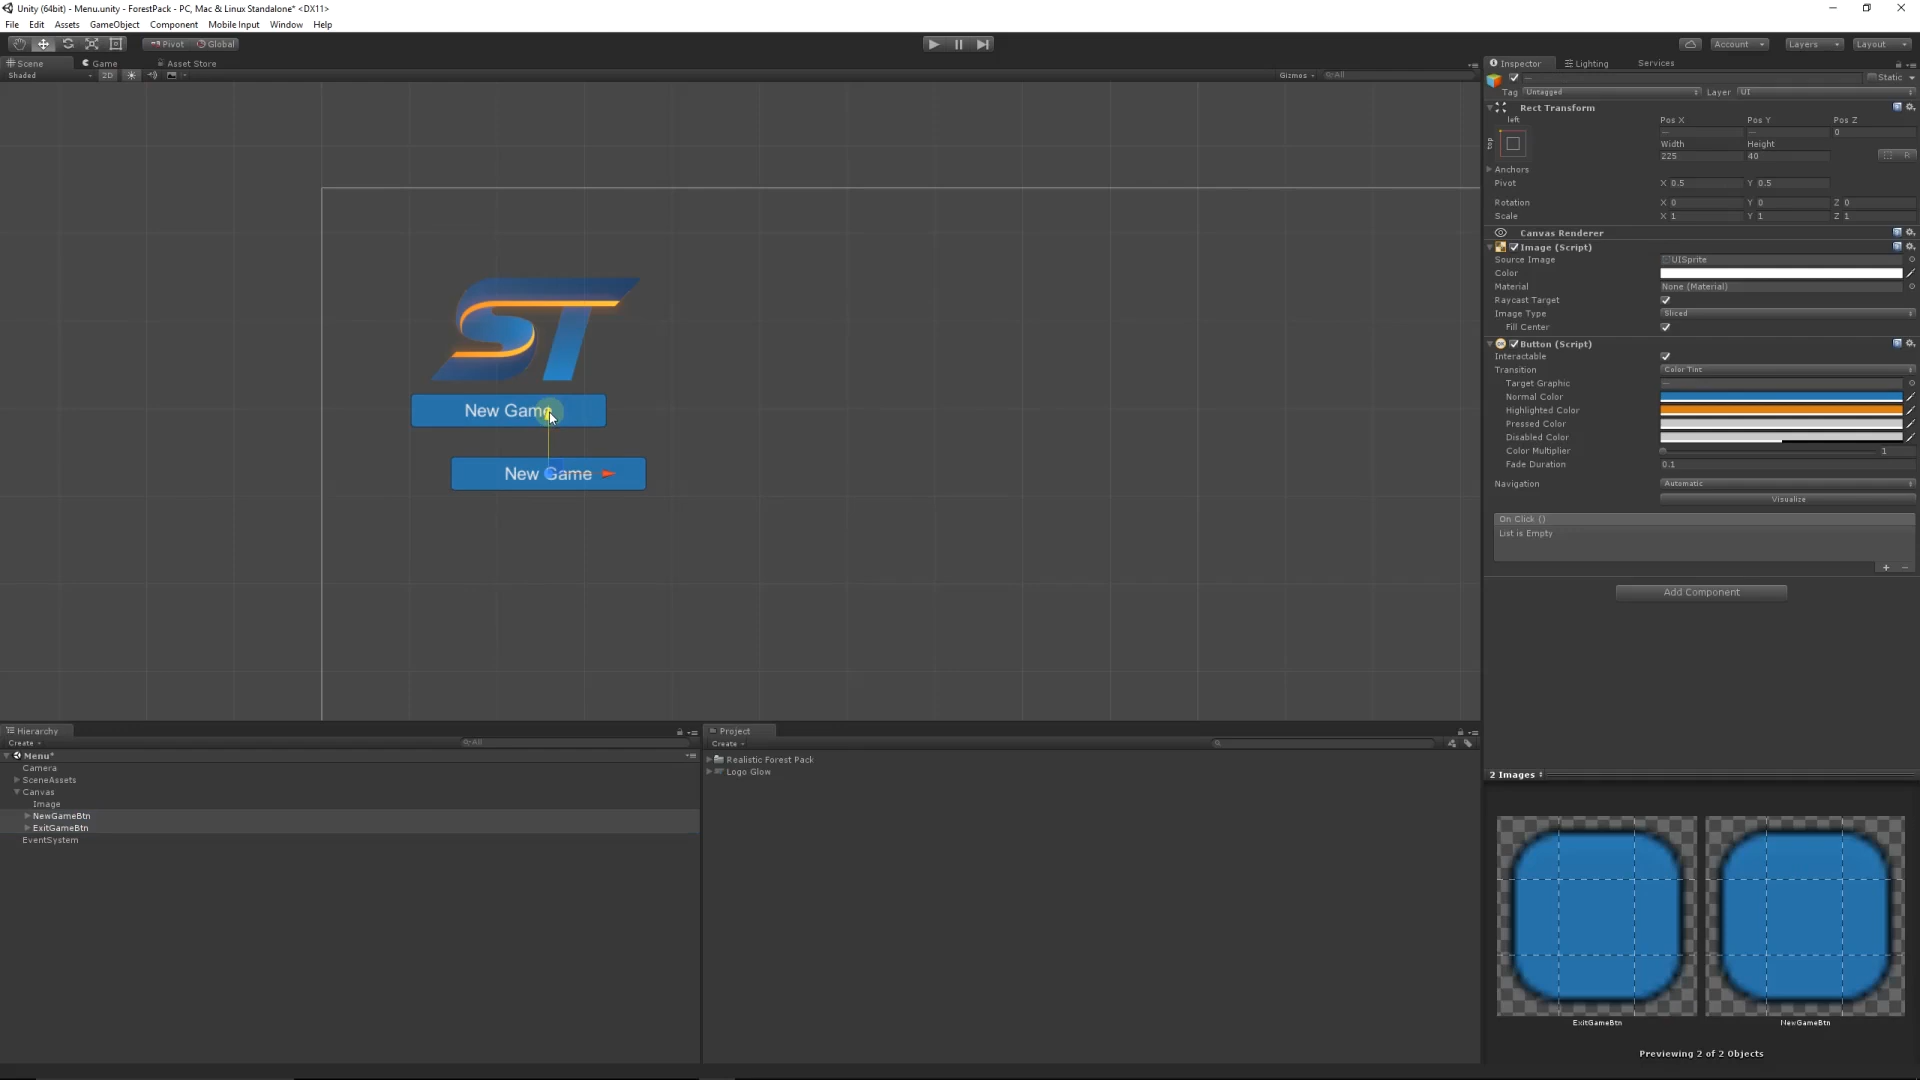 Unity (64bit) - Menu.unity - ForestPack - PC, Mac & Linux Standalone* <DX11>
File Edit Assets GameObject Component Mobile Input Window Help
Pivot Global Account Layers Layout
Scene Game Asset Store
Shaded 2D Gizmos All
Inspector Lighting Services
— Static
Tag Untagged Layer UI
Rect Transform
left
top
Pos X Pos Y Pos Z
— — 0
Width Height
225 40
R
Anchors
Pivot X 0.5 Y 0.5
Rotation X 0 Y 0 Z 0
Scale X 1 Y 1 Z 1
Canvas Renderer
Image (Script)
Source Image UISprite
Color
Material None (Material)
Raycast Target
Image Type Sliced
Fill Center
Button (Script)
Interactable
Transition Color Tint
Target Graphic —
Normal Color
Highlighted Color
Pressed Color
Disabled Color
Color Multiplier 1
Fade Duration 0.1
Navigation Automatic
Visualize
On Click ()
List is Empty
+ −
Add Component
ST
New Game
New Game
Hierarchy
Create All
Menu*
Camera
SceneAssets
Canvas
Image
NewGameBtn
ExitGameBtn
EventSystem
Project
Create
Realistic Forest Pack
Logo Glow
2 Images
ExitGameBtn NewGameBtn
Previewing 2 of 2 Objects